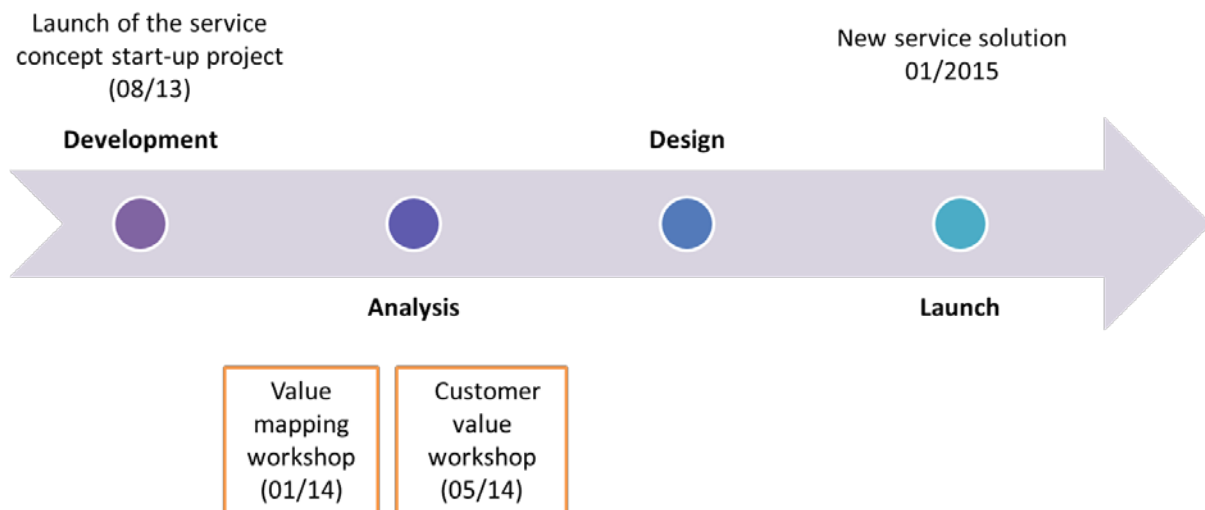 Launch of the service
concept start-up project
(08/13)
New service solution
01/2015
Development
Design
Analysis
Launch
Value
mapping
workshop
(01/14)
Customer
value
workshop
(05/14)